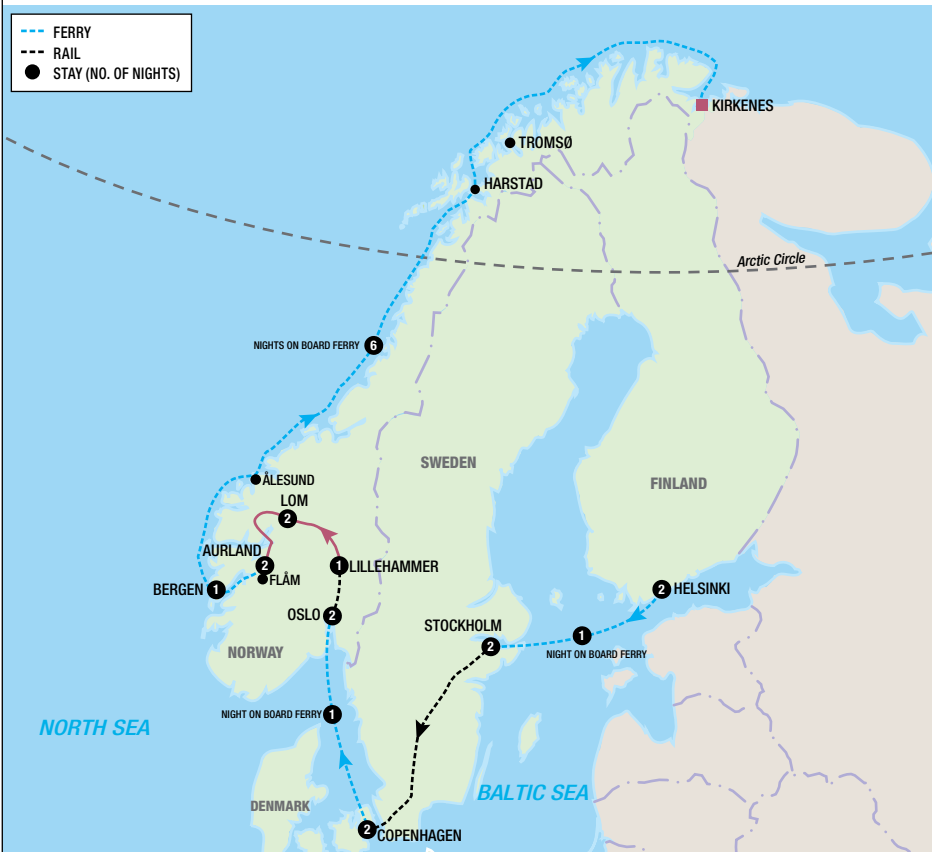 FERRY
RAIL
STAY (NO. OF NIGHTS)
KIRKENES
TROMSØ
HARSTAD
Arctic Circle
NIGHTS ON BOARD FERRY 6
SWEDEN
FINLAND
ÅLESUND
LOM
2
AURLAND
2
FLÅM
1 LILLEHAMMER
BERGEN 1
2 HELSINKI
OSLO 2
STOCKHOLM
2
1
NIGHT ON BOARD FERRY
NORWAY
NIGHT ON BOARD FERRY 1
NORTH SEA
BALTIC SEA
DENMARK
2 COPENHAGEN